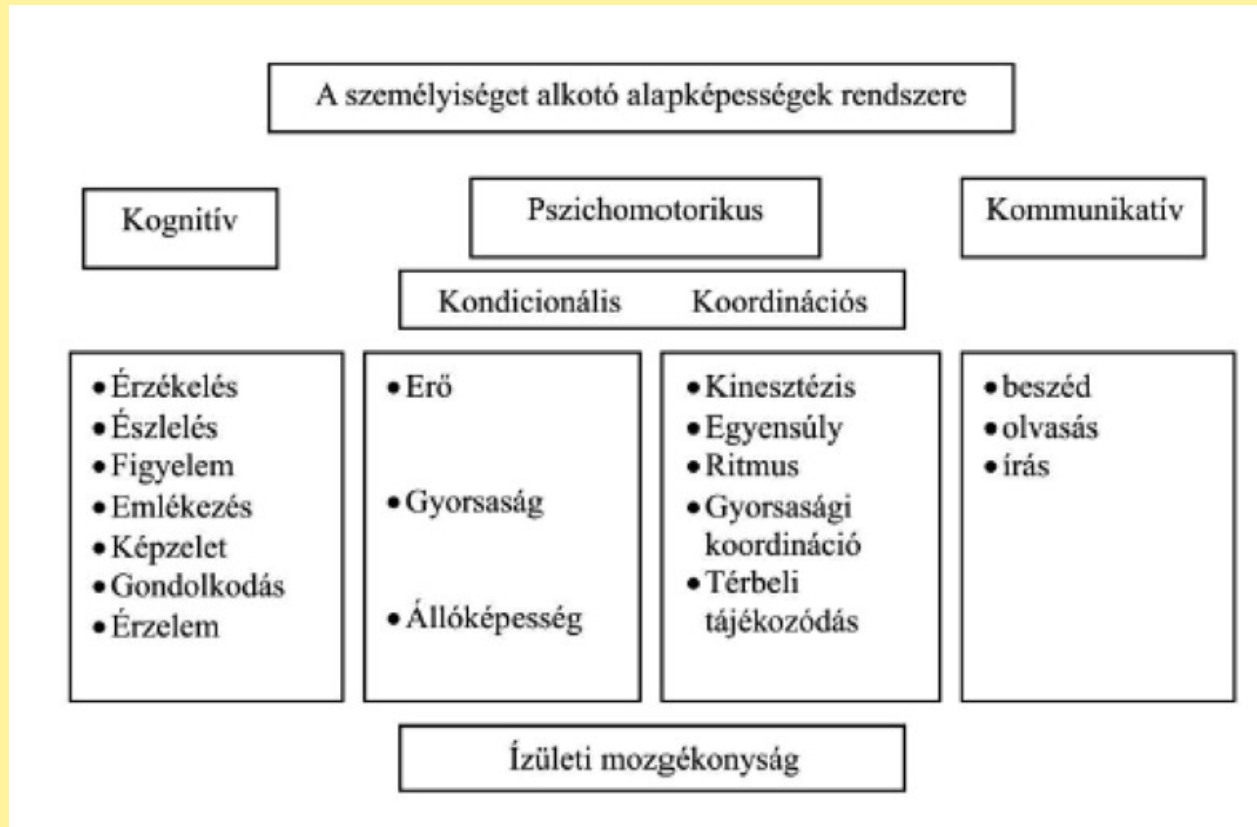 A személyiséget alkotó alapképességek rendszere
Kognitív
Pszichomotorikus
Kommunikatív
Kondicionális Koordinációs
•Érzékelés
•Észlelés
•Figyelem
•Emlékezés
•Képzelet
•Gondolkodás
•Érzelem
•Erő
•Gyorsaság
•Állóképesség
•Kinesztézis
•Egyensúly
•Ritmus
•Gyorsasági
koordináció
•Térbeli
tájékozódás
•beszéd
•olvasás
•írás
Ízületi mozgékonyság